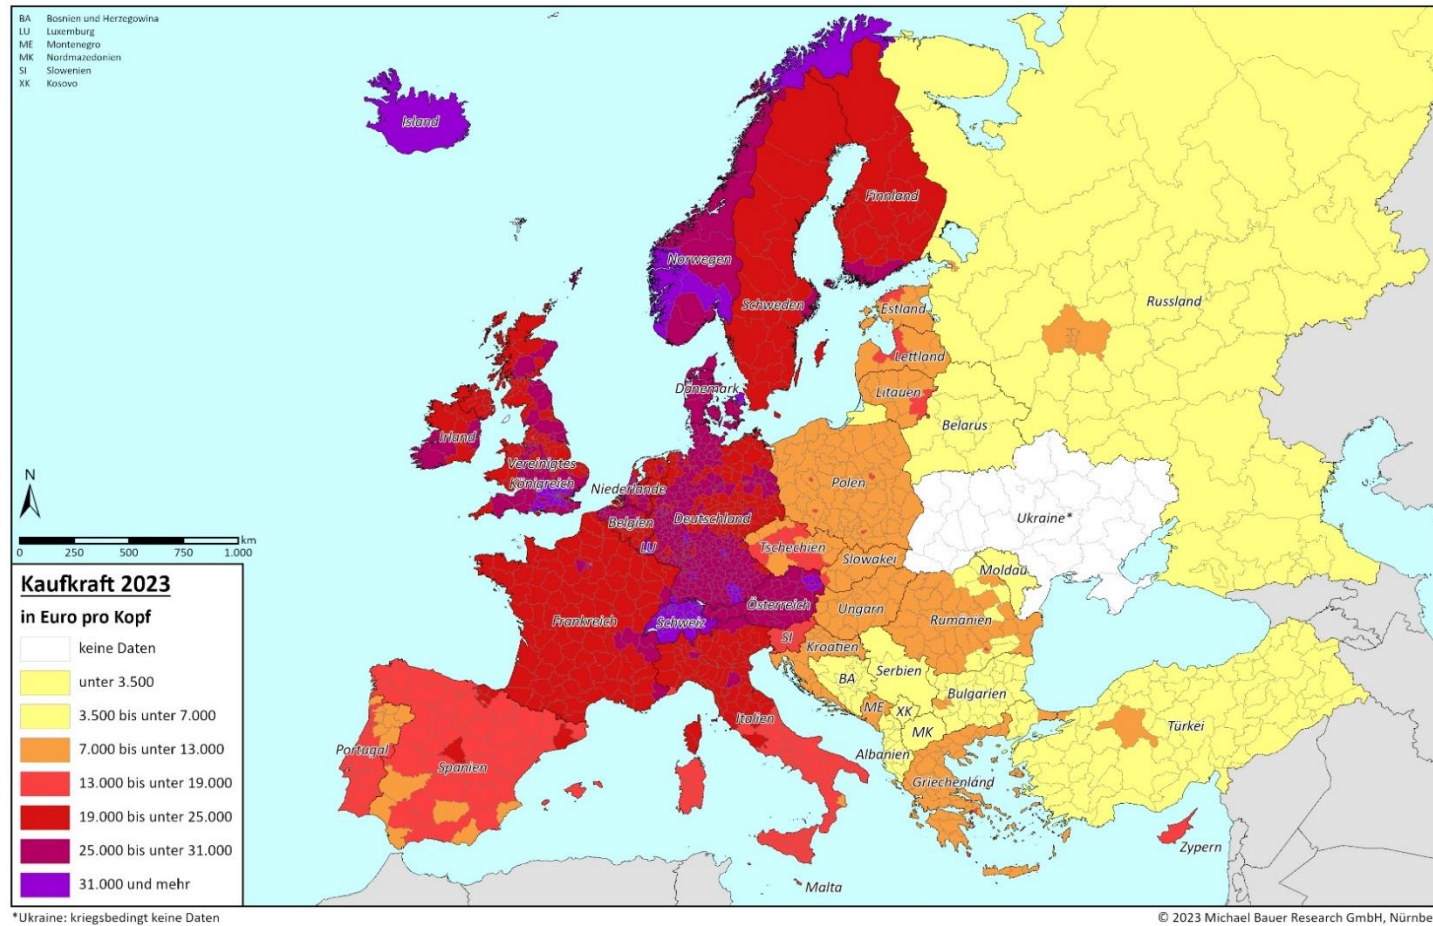 BA Bosnien und Herzegowina
LU Luxemburg
ME Montenegro
MK Nordmazedonien
SI Slowenien
XK Kosovo
Island
Finnland
Norwegen
Schweden
Russland
Estland
Lettland
Litauen
Dänemark
Belarus
Irland
Vereinigtes
Königreich
Niederlande
Polen
Belgien
Deutschland
Ukraine*
LU
Tschechien
Slowakei
Moldau
Österreich
Ungarn
Frankreich
Schweiz
Rumänien
SI
Kroatien
BA
Serbien
Bulgarien
ME
XK
MK
Italien
Türkei
Portugal
Spanien
Albanien
Griechenland
Zypern
Malta
N
0 250 500 750 1.000 km
Kaufkraft 2023
in Euro pro Kopf
keine Daten
unter 3.500
3.500 bis unter 7.000
7.000 bis unter 13.000
13.000 bis unter 19.000
19.000 bis unter 25.000
25.000 bis unter 31.000
31.000 und mehr
*Ukraine: kriegsbedingt keine Daten
© 2023 Michael Bauer Research GmbH, Nürnbe